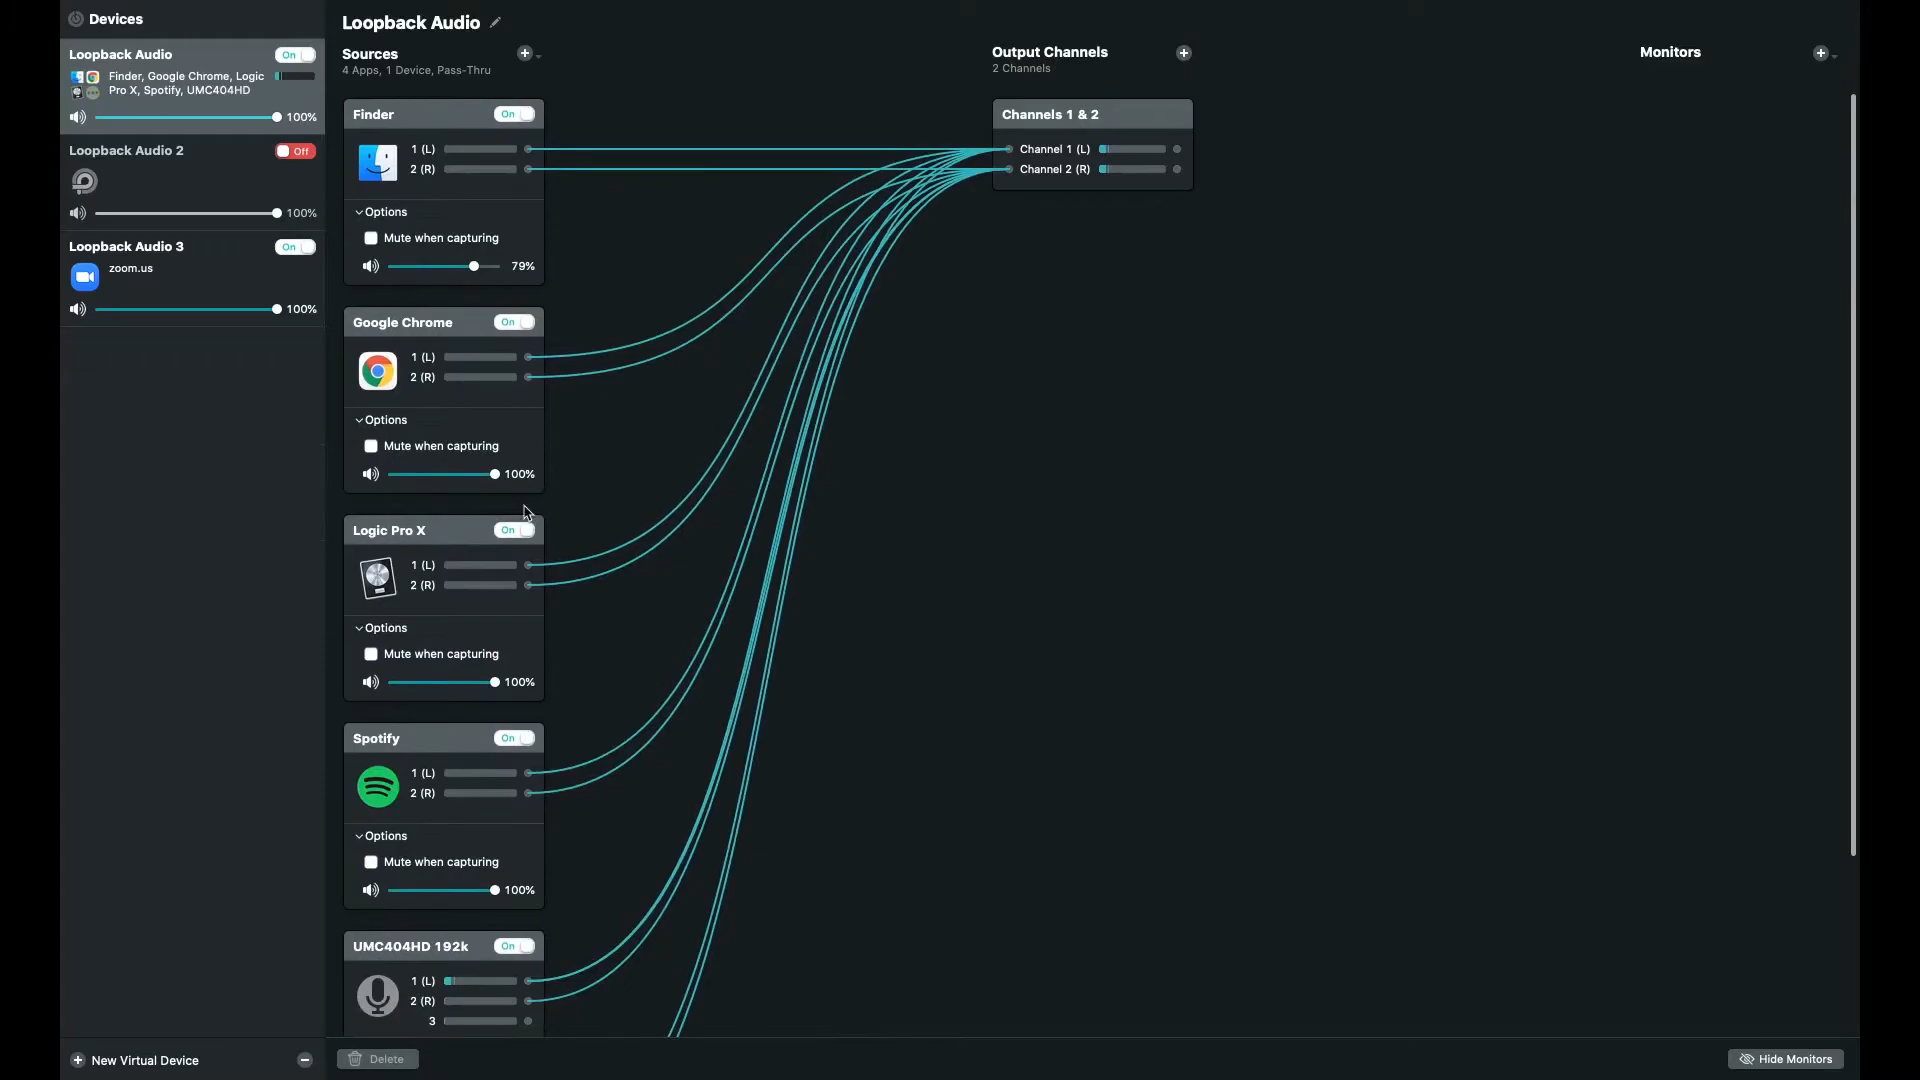 Devices
Loopback Audio
On
Finder, Google Chrome, Logic
Pro X, Spotify, UMC404HD
100%
Loopback Audio 2
Off
100%
Loopback Audio 3
On
zoom.us
100%
New Virtual Device
Loopback Audio
Sources
4 Apps, 1 Device, Pass-Thru
Finder
On
1 (L)
2 (R)
Options
Mute when capturing
79%
Google Chrome
On
1 (L)
2 (R)
Options
Mute when capturing
100%
Logic Pro X
On
1 (L)
2 (R)
Options
Mute when capturing
100%
Spotify
On
1 (L)
2 (R)
Options
Mute when capturing
100%
UMC404HD 192k
On
1 (L)
2 (R)
3
Delete
Output Channels
2 Channels
Channels 1 & 2
Channel 1 (L)
Channel 2 (R)
Monitors
Hide Monitors